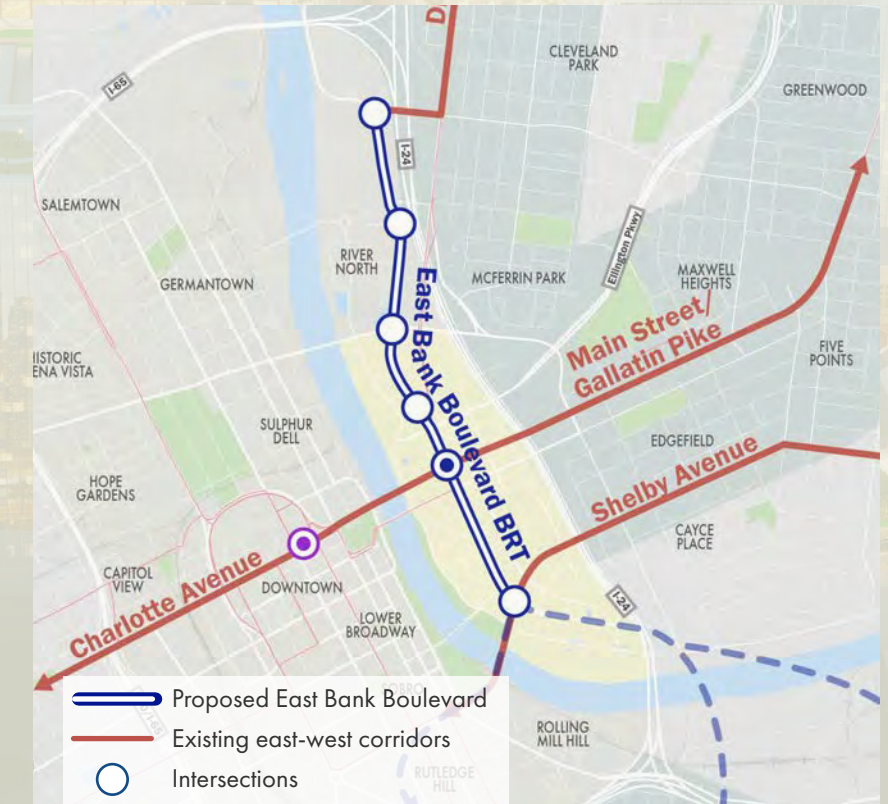 D
CLEVELAND
PARK
I-65
GREENWOOD
I-24
SALEMTOWN
Ellington Pkwy
RIVER
NORTH
GERMANTOWN
MCFERRIN PARK
MAXWELL
HEIGHTS
East Bank Boulevard BRT
Main Street/
Gallatin Pike
HISTORIC
ENA VISTA
FIVE
POINTS
SULPHUR
DELL
EDGEFIELD
HOPE
GARDENS
Shelby Avenue
CAYCE
PLACE
CAPITOL
VIEW
DOWNTOWN
Charlotte Avenue
I-24
LOWER
BROADWAY
SOBRO
Proposed East Bank Boulevard
Existing east-west corridors
Intersections
ROLLING
MILL HILL
RUTLEDGE
HILL